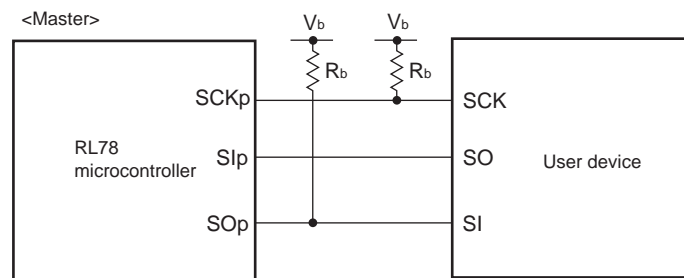 <Master>
Vb Vb
Rb Rb
SCKp SCK
RL78
microcontroller
SIp SO
User device
SOp SI